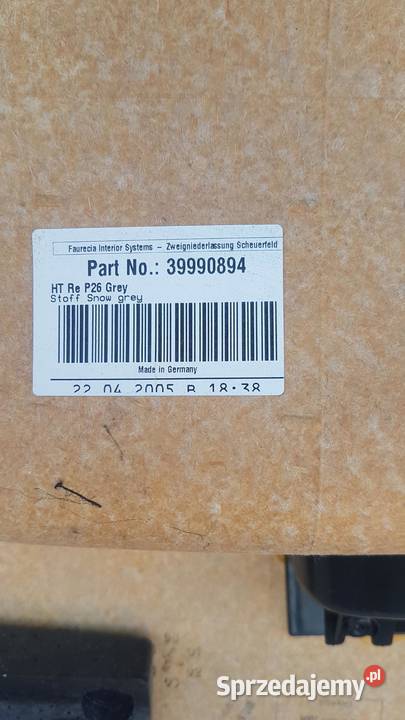 Faurecia Interior Systems - Zweigniederlassung Scheuerfeld
Part No.: 39990894
HT Re P26 Grey
Stoff Snow grey
Made in Germany
22.04.2005 B 18:38
Sprzedajemy.pl